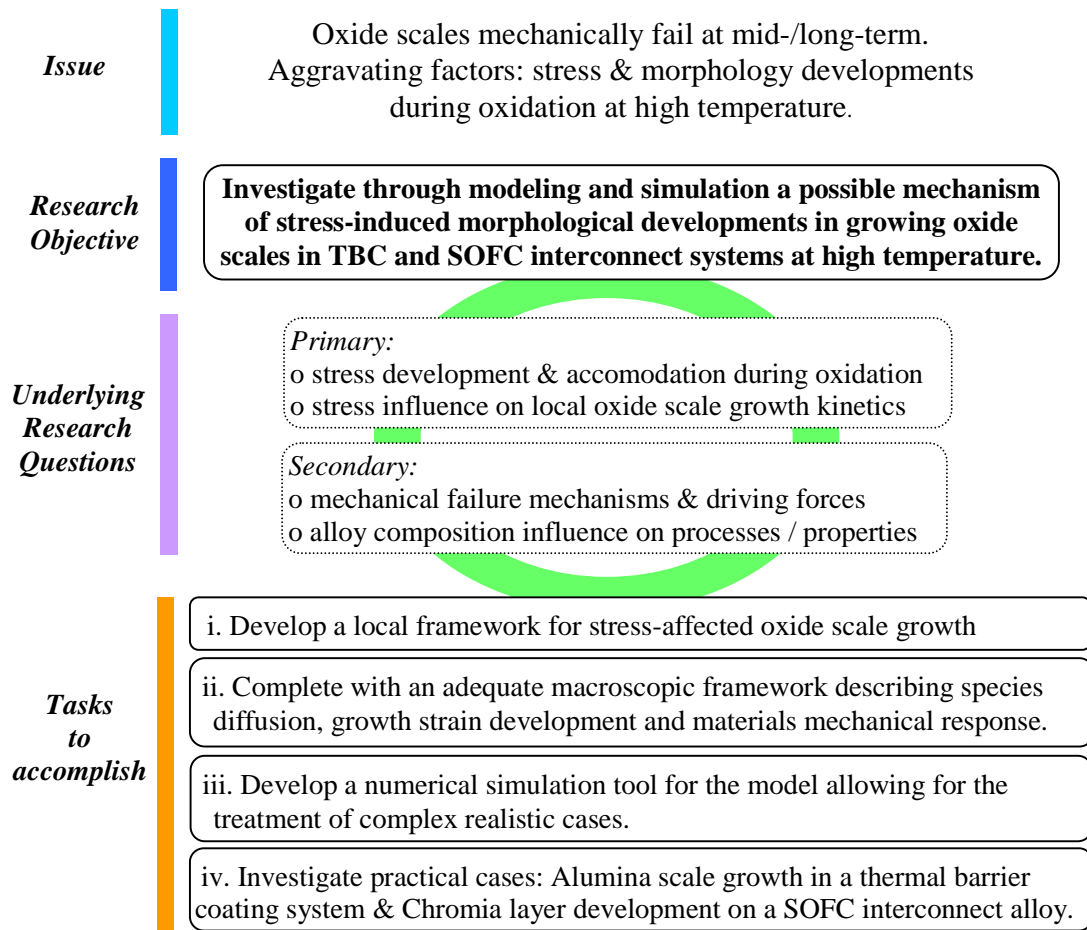 Issue
Oxide scales mechanically fail at mid-/long-term.
Aggravating factors: stress & morphology developments
during oxidation at high temperature.
Research
Objective
Investigate through modeling and simulation a possible mechanism
of stress-induced morphological developments in growing oxide
scales in TBC and SOFC interconnect systems at high temperature.
Underlying
Research
Questions
Primary:
o stress development & accomodation during oxidation
o stress influence on local oxide scale growth kinetics
Secondary:
o mechanical failure mechanisms & driving forces
o alloy composition influence on processes / properties
Tasks
to
accomplish
i. Develop a local framework for stress-affected oxide scale growth
ii. Complete with an adequate macroscopic framework describing species
diffusion, growth strain development and materials mechanical response.
iii. Develop a numerical simulation tool for the model allowing for the
treatment of complex realistic cases.
iv. Investigate practical cases: Alumina scale growth in a thermal barrier
coating system & Chromia layer development on a SOFC interconnect alloy.